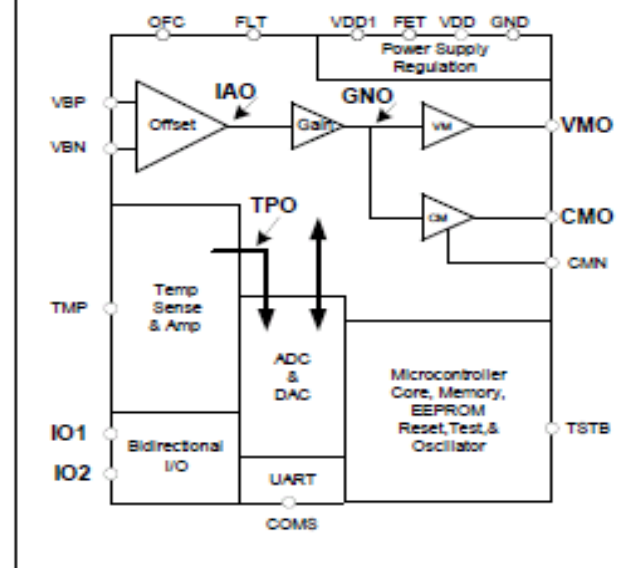 OFC FLT VDD1 FET VDD GND
Power Supply
Regulation
IAO GNO
VBP
Offset Gain VM VMO
VBN
TPO
CM CMO
CMN
Temp
Sense
& Amp
TMP
ADC
&
DAC
Microcontroller
Core, Memory,
EEPROM
Reset,Test,&
Oscillator
TSTB
IO1
Bidirectional
I/O
IO2
UART
COMS